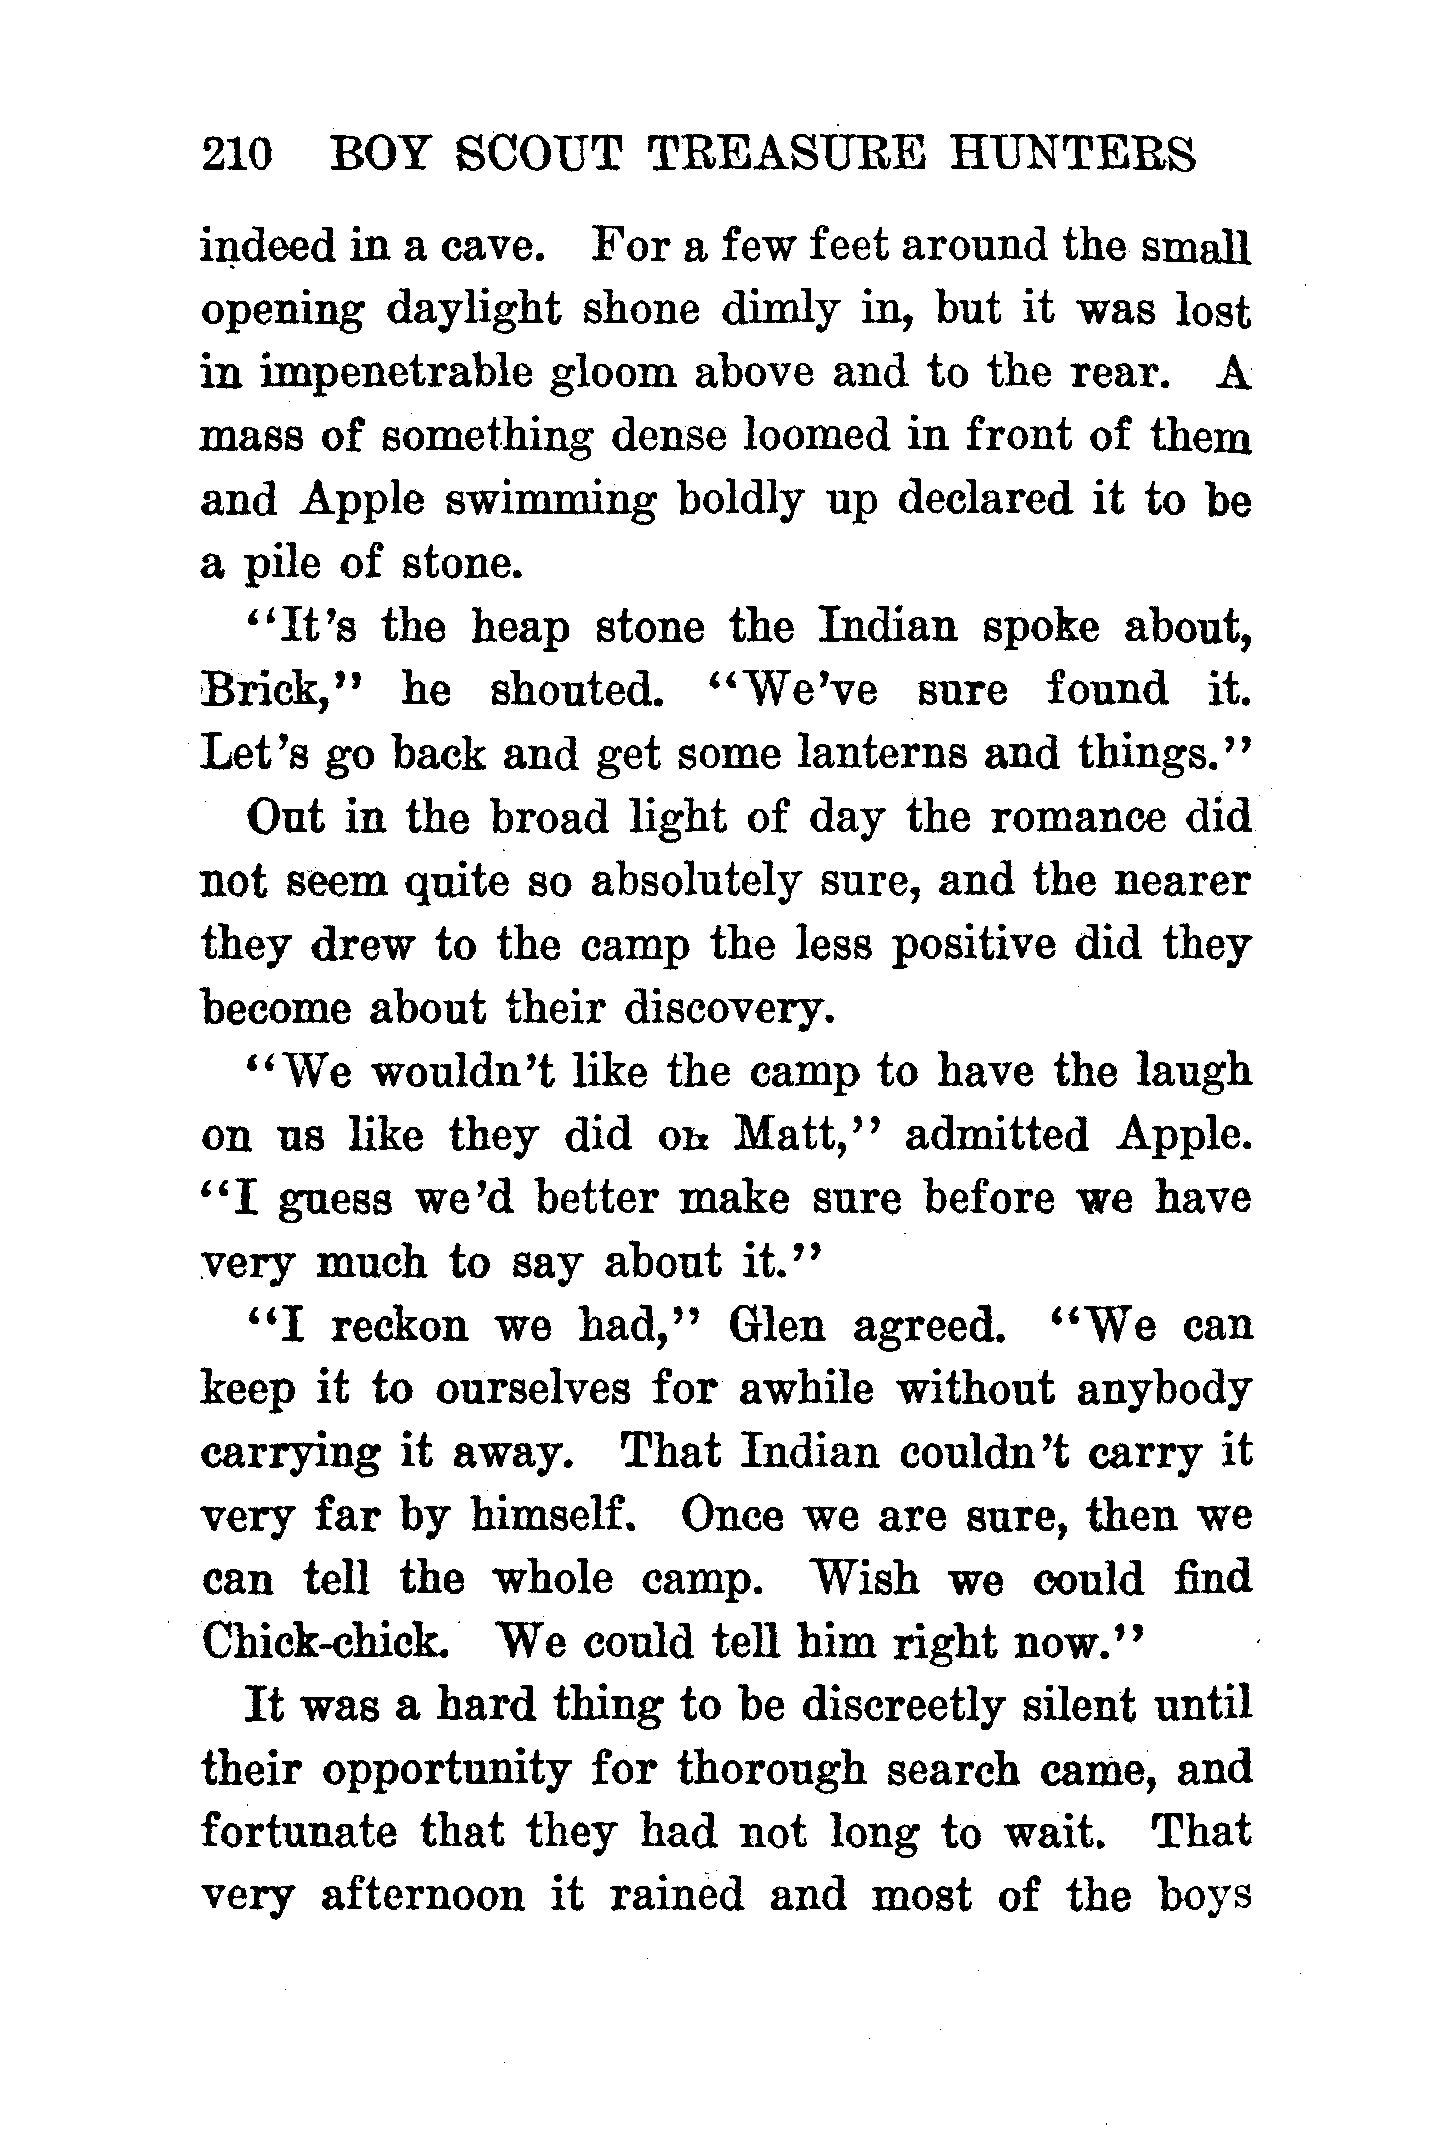 210 BOY SCOUT TREASURE HUNTERS
indeed in a cave. For a few feet around the small
opening daylight shone dimly in, but it was lost
in impenetrable gloom above and to the rear. A
mass of something dense loomed in front of them
and Apple swimming boldly up declared it to be
a pile of stone.
"It's the heap stone the Indian spoke about,
Brick," he shouted. "We've sure found it.
Let's go back and get some lanterns and things."
Out in the broad light of day the romance did
not seem quite so absolutely sure, and the nearer
they drew to the camp the less positive did they
become about their discovery.
"We wouldn't like the camp to have the laugh
on us like they did on Matt," admitted Apple.
"I guess we'd better make sure before we have
very much to say about it."
"I reckon we had," Glen agreed. "We can
keep it to ourselves for awhile without anybody
carrying it away. That Indian couldn't carry it
very far by himself. Once we are sure, then we
can tell the whole camp. Wish we could find
Chick-chick. We could tell him right now."
It was a hard thing to be discreetly silent until
their opportunity for thorough search came, and
fortunate that they had not long to wait. That
very afternoon it rained and most of the boys